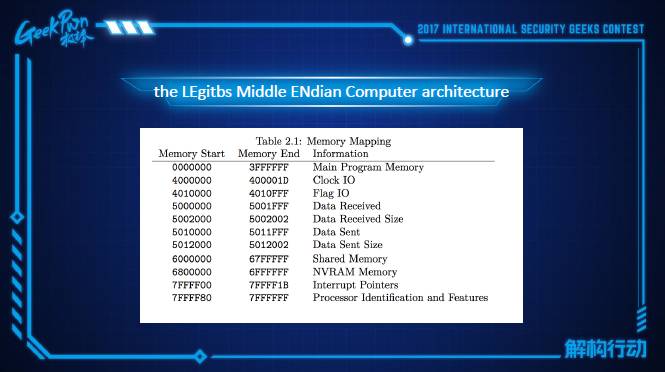 GeekPwn
极棒
2017 INTERNATIONAL SECURITY GEEKS CONTEST
the LEgitbs Middle ENdian Computer architecture
Table 2.1: Memory Mapping
Memory Start Memory End Information
0000000 3FFFFFF Main Program Memory
4000000 400001D Clock IO
4010000 4010FFF Flag IO
5000000 5001FFF Data Received
5002000 5002002 Data Received Size
5010000 5011FFF Data Sent
5012000 5012002 Data Sent Size
6000000 67FFFFF Shared Memory
6800000 6FFFFFF NVRAM Memory
7FFFF00 7FFFF1B Interrupt Pointers
7FFFF80 7FFFFFF Processor Identification and Features
解构行动